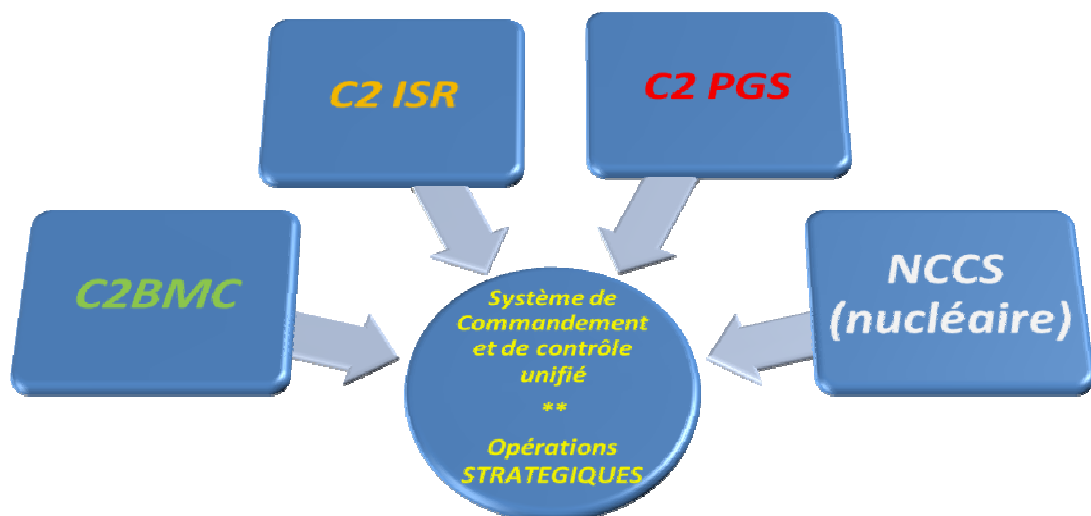 C2 ISR
C2 PGS
C2BMC
NCCS
(nucléaire)
Système de
Commandement
et de contrôle
unifié
**
Opérations
STRATEGIQUES